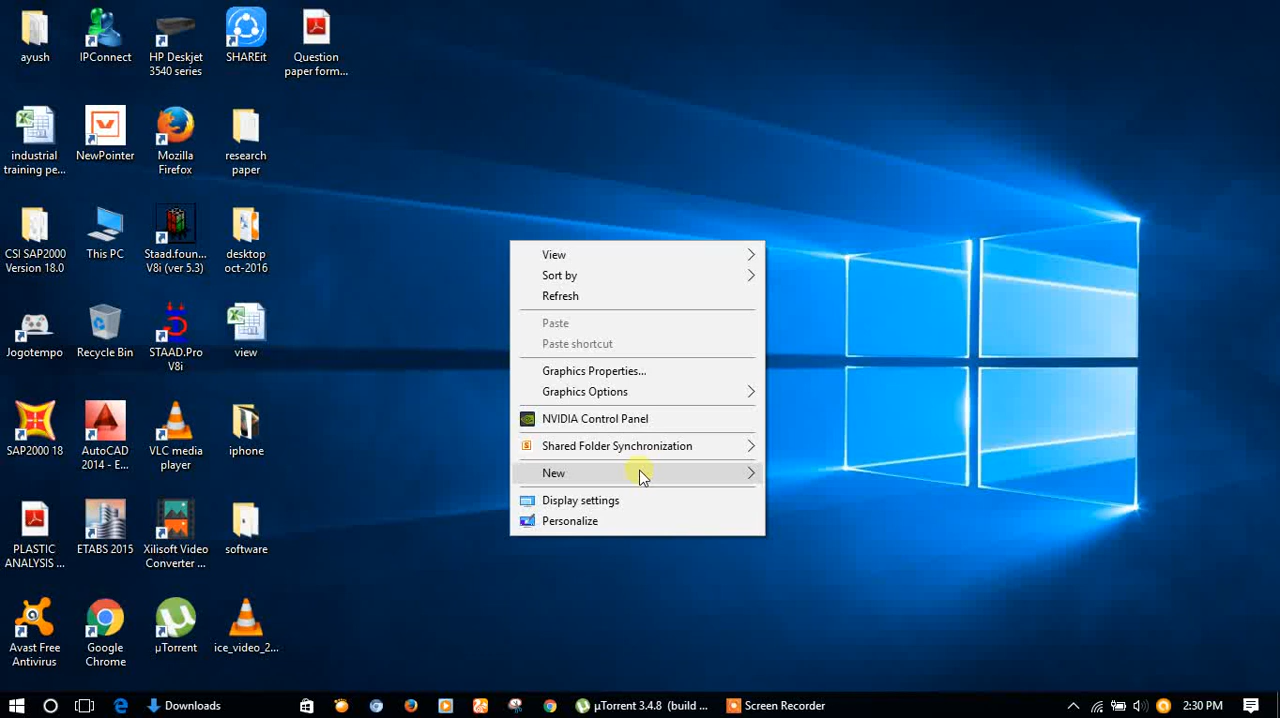 ayush
IPConnect
HP Deskjet
3540 series
SHAREit
Question
paper form...
industrial
training pe...
NewPointer
Mozilla
Firefox
research
paper
CSI SAP2000
Version 18.0
This PC
Staad.foun...
V8i (ver 5.3)
desktop
oct-2016
Jogotempo
Recycle Bin
STAAD.Pro
V8i
view
SAP2000 18
AutoCAD
2014 - E...
VLC media
player
iphone
PLASTIC
ANALYSIS ...
ETABS 2015
Xilisoft Video
Converter ...
software
Avast Free
Antivirus
Google
Chrome
µTorrent
ice_video_2...
View
Sort by
Refresh
Paste
Paste shortcut
Graphics Properties...
Graphics Options
NVIDIA Control Panel
Shared Folder Synchronization
New
Display settings
Personalize
Downloads
µTorrent 3.4.8 (build ...
Screen Recorder
2:30 PM